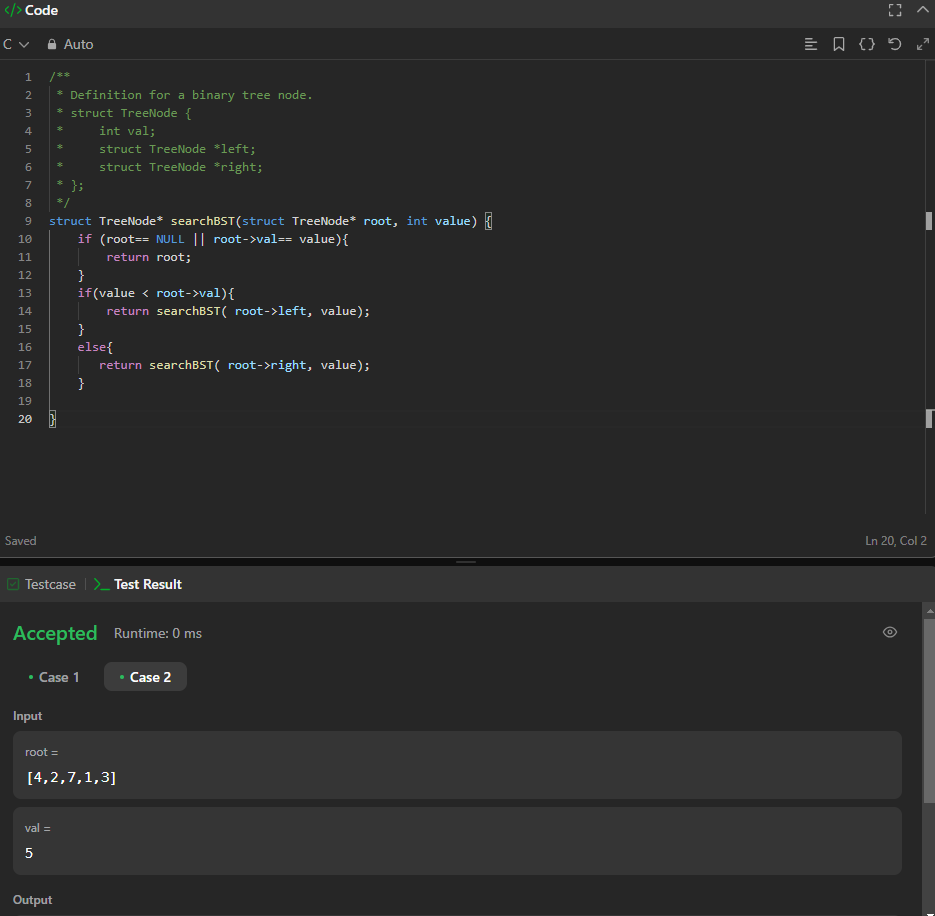 </> Code
C Auto
1 /**
2  * Definition for a binary tree node.
3  * struct TreeNode {
4  *     int val;
5  *     struct TreeNode *left;
6  *     struct TreeNode *right;
7  * };
8  */
9 struct TreeNode* searchBST(struct TreeNode* root, int value) {
10     if (root== NULL || root->val== value){
11         return root;
12     }
13     if(value < root->val){
14         return searchBST( root->left, value);
15     }
16     else{
17        return searchBST( root->right, value);
18     }
19
20 }
Saved Ln 20, Col 2
Testcase | >_ Test Result
Accepted Runtime: 0 ms
• Case 1 • Case 2
Input
root =
[4,2,7,1,3]
val =
5
Output